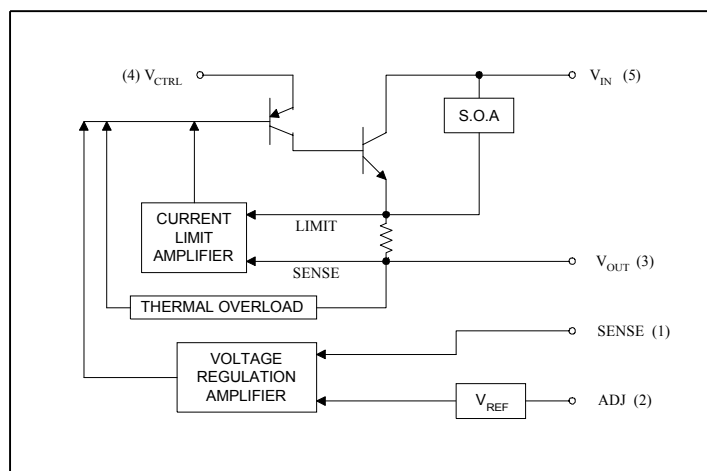 (4) VCTRL
VIN (5)
S.O.A
CURRENT
LIMIT
AMPLIFIER
LIMIT
SENSE
VOUT (3)
THERMAL OVERLOAD
SENSE (1)
VOLTAGE
REGULATION
AMPLIFIER
VREF
ADJ (2)